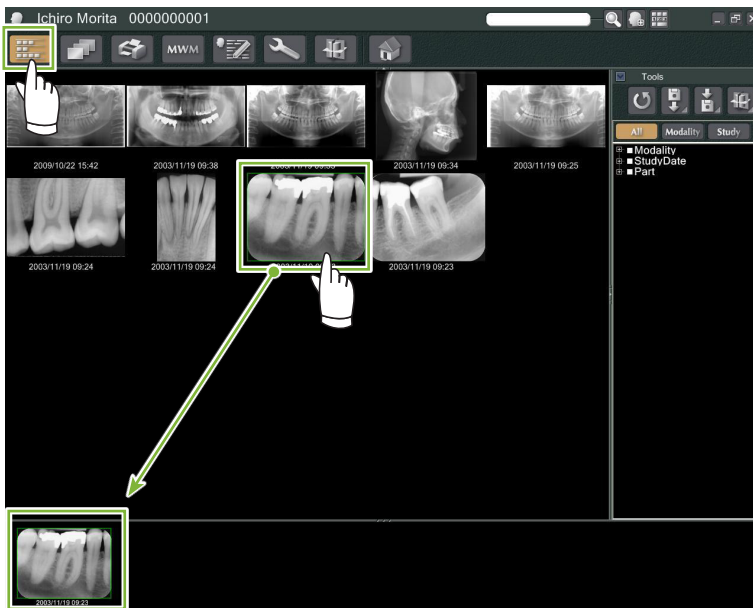 Ichiro Morita 0000000001
MWM
Tools
All Modality Study
Modality
StudyDate
Part
2009/10/22 15:42
2003/11/19 09:38
2003/11/19 09:34
2003/11/19 09:25
2003/11/19 09:24
2003/11/19 09:24
2003/11/19 09:23
2003/11/19 09:23